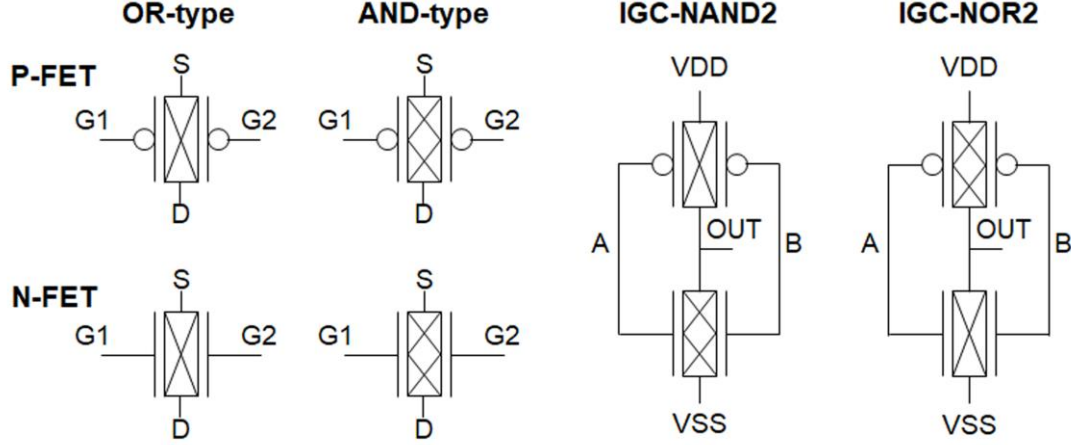 OR-type AND-type IGC-NAND2 IGC-NOR2
P-FET
S S VDD VDD
G1 G2 G1 G2
D D
A OUT B A OUT B
N-FET
S S
G1 G2 G1 G2
D D
VSS VSS